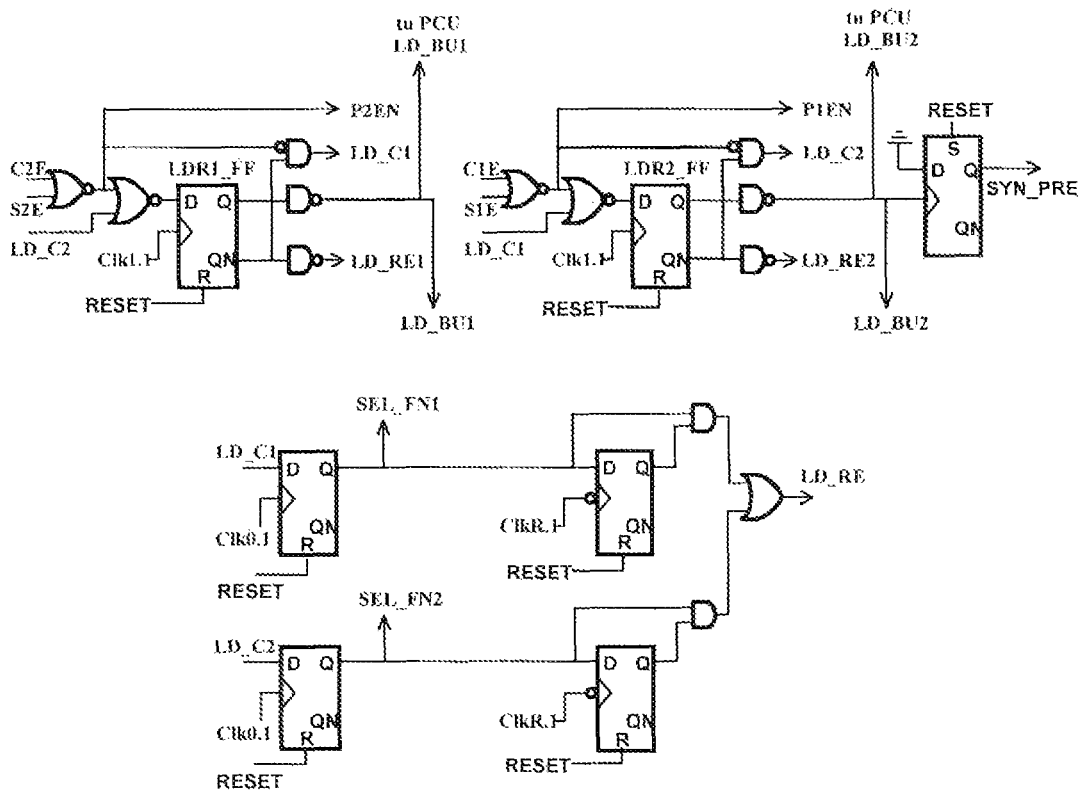 tu PCU
LD_BU1
P2EN
LD_C1
C2E
S2E
LD_C2
LDR1_FF
D Q
Clk1.1
QN
R
RESET
LD_RE1
LD_BU1
tu PCU
LD_BU2
P1EN
RESET
LD_C2
C1E
S1E
LD_C1
LDR2_FF
D Q
Clk1.1
QN
R
RESET
LD_RE2
LD_BU2
S
D Q
SYN_PRE
QN
SEL_FN1
LD_C1
D Q
Clk0.1
QN
R
RESET
D Q
ClkR.1
QN
R
RESET
LD_RE
SEL_FN2
LD_C2
D Q
Clk0.1
QN
R
RESET
D Q
ClkR.1
QN
R
RESET